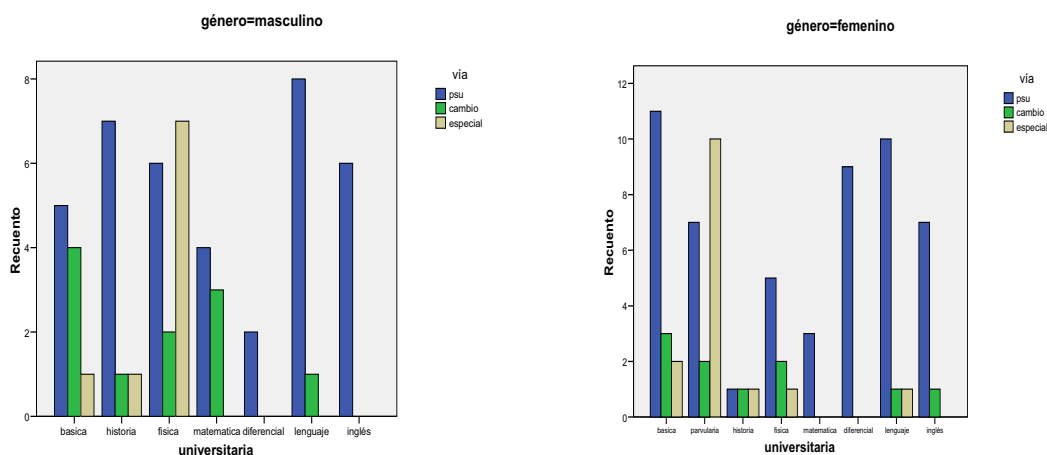 género=masculino
vía
psu
cambio
especial
8
6
4
2
0
Recuento
basica historia fisica matematica diferencial lenguaje inglés
universitaria
género=femenino
vía
psu
cambio
especial
12
10
8
6
4
2
0
Recuento
basica parvularia historia fisica matematica diferencial lenguaje inglés
universitaria